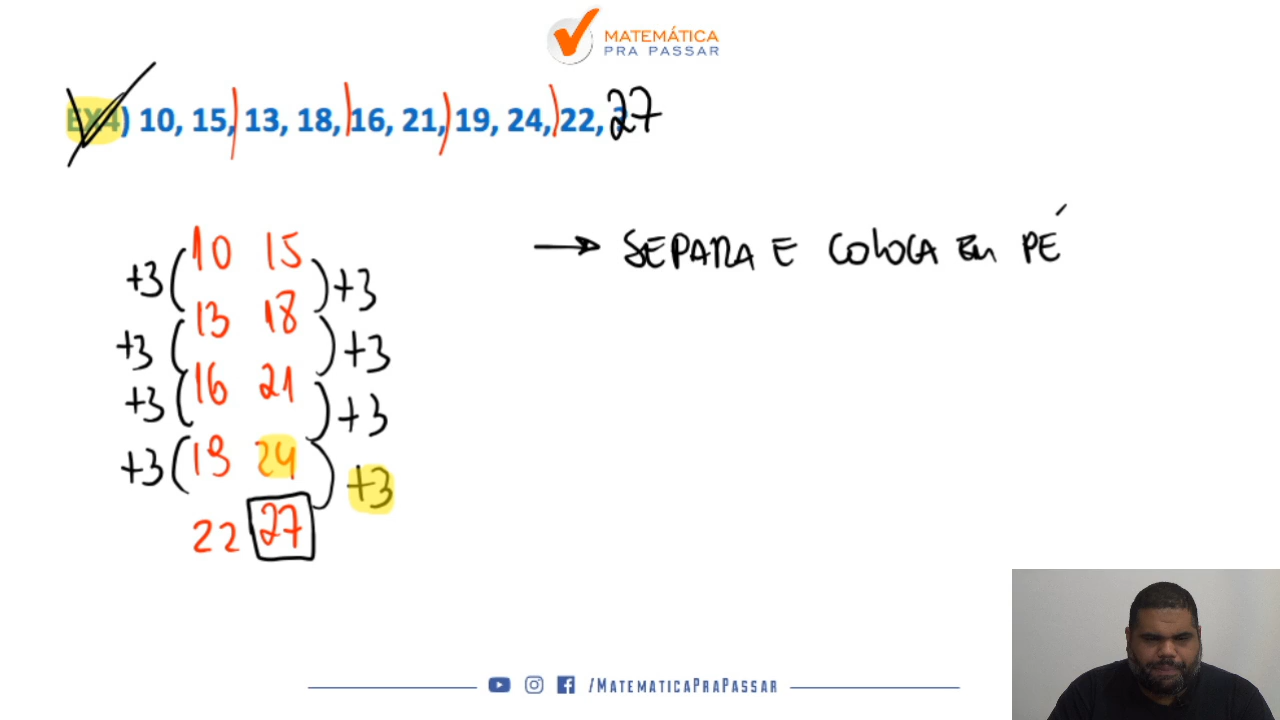 MATEMÁTICA
PRA PASSAR
EX4) 10, 15, 13, 18, 16, 21, 19, 24, 22, 27
→ SEPARA E COLOCA EM PÉ
10 15
+3 +3
13 18
+3 +3
16 21
+3 +3
19 24
+3 +3
22 27
/MATEMATICAPRAPASSAR